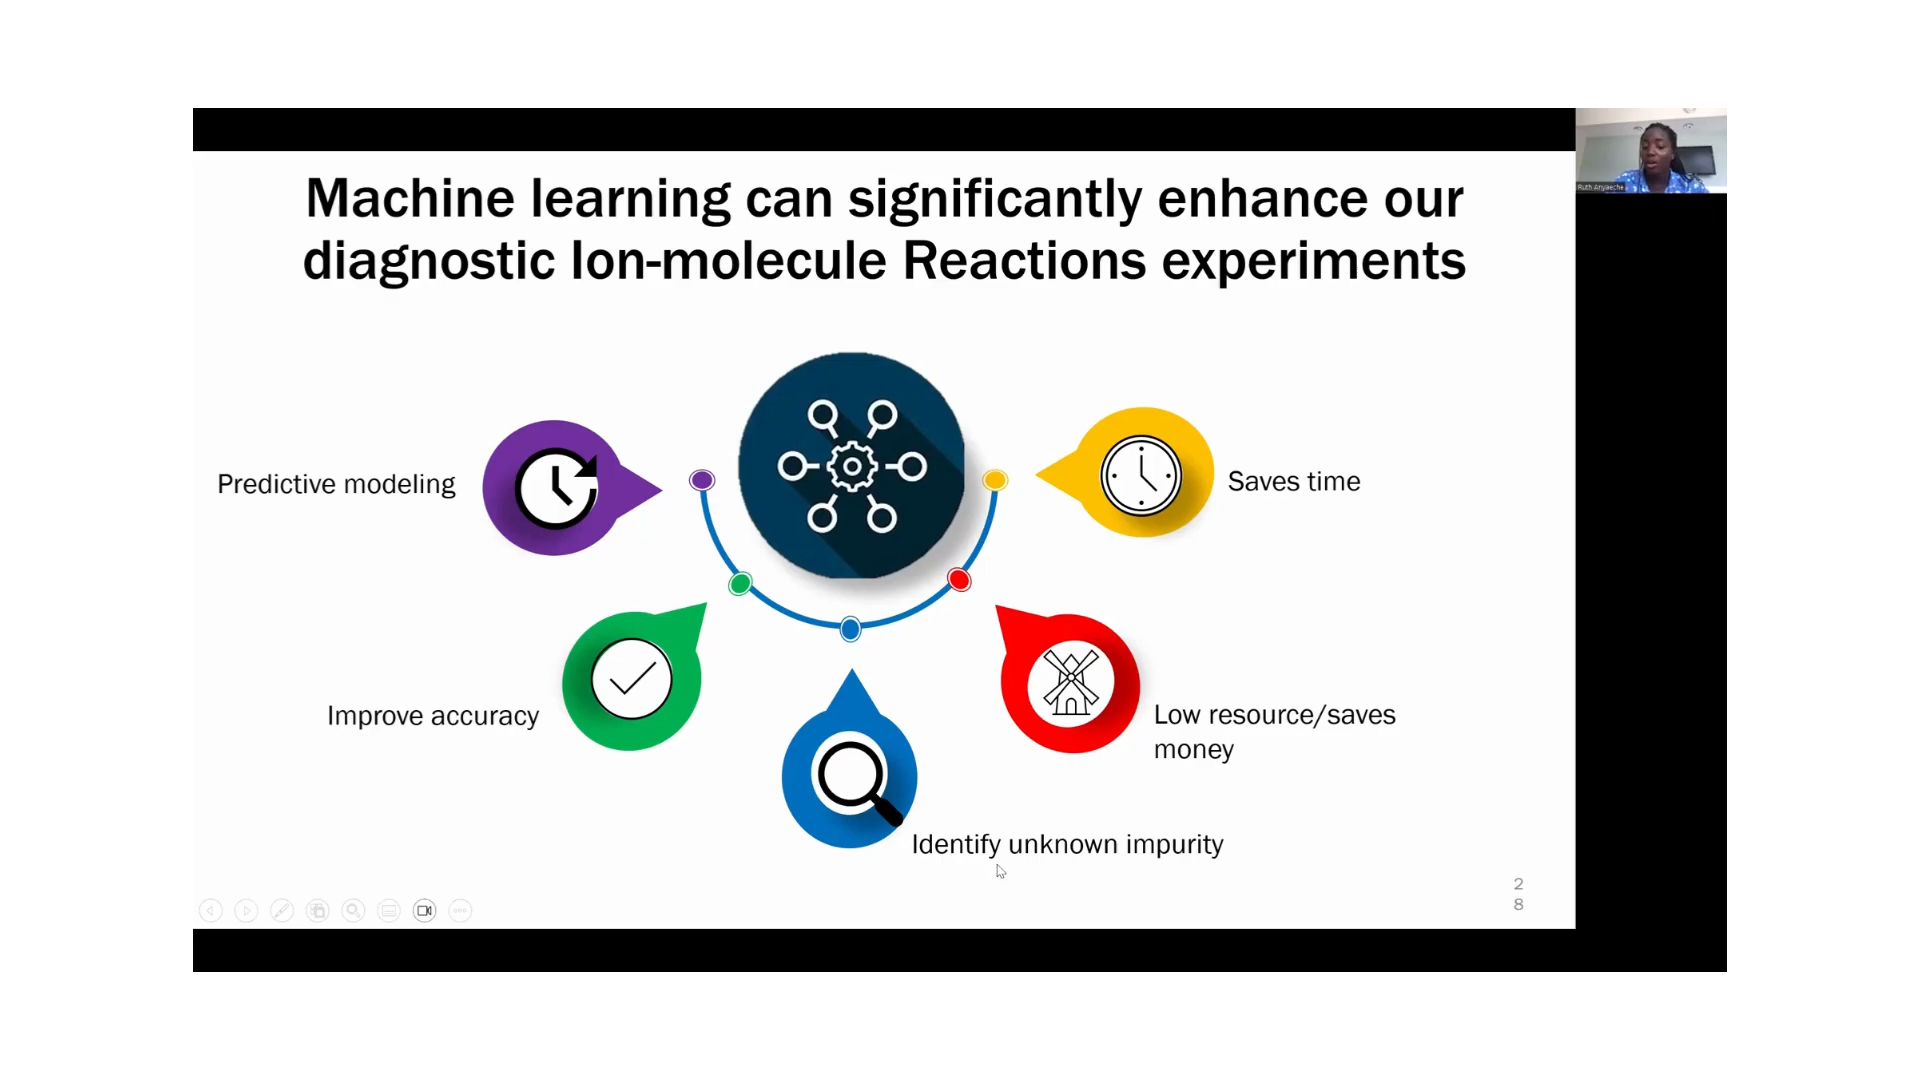 Machine learning can significantly enhance our
diagnostic Ion-molecule Reactions experiments
Ruth Anyaeche
Predictive modeling
Saves time
Improve accuracy
Low resource/saves
money
Identify unknown impurity
2
8